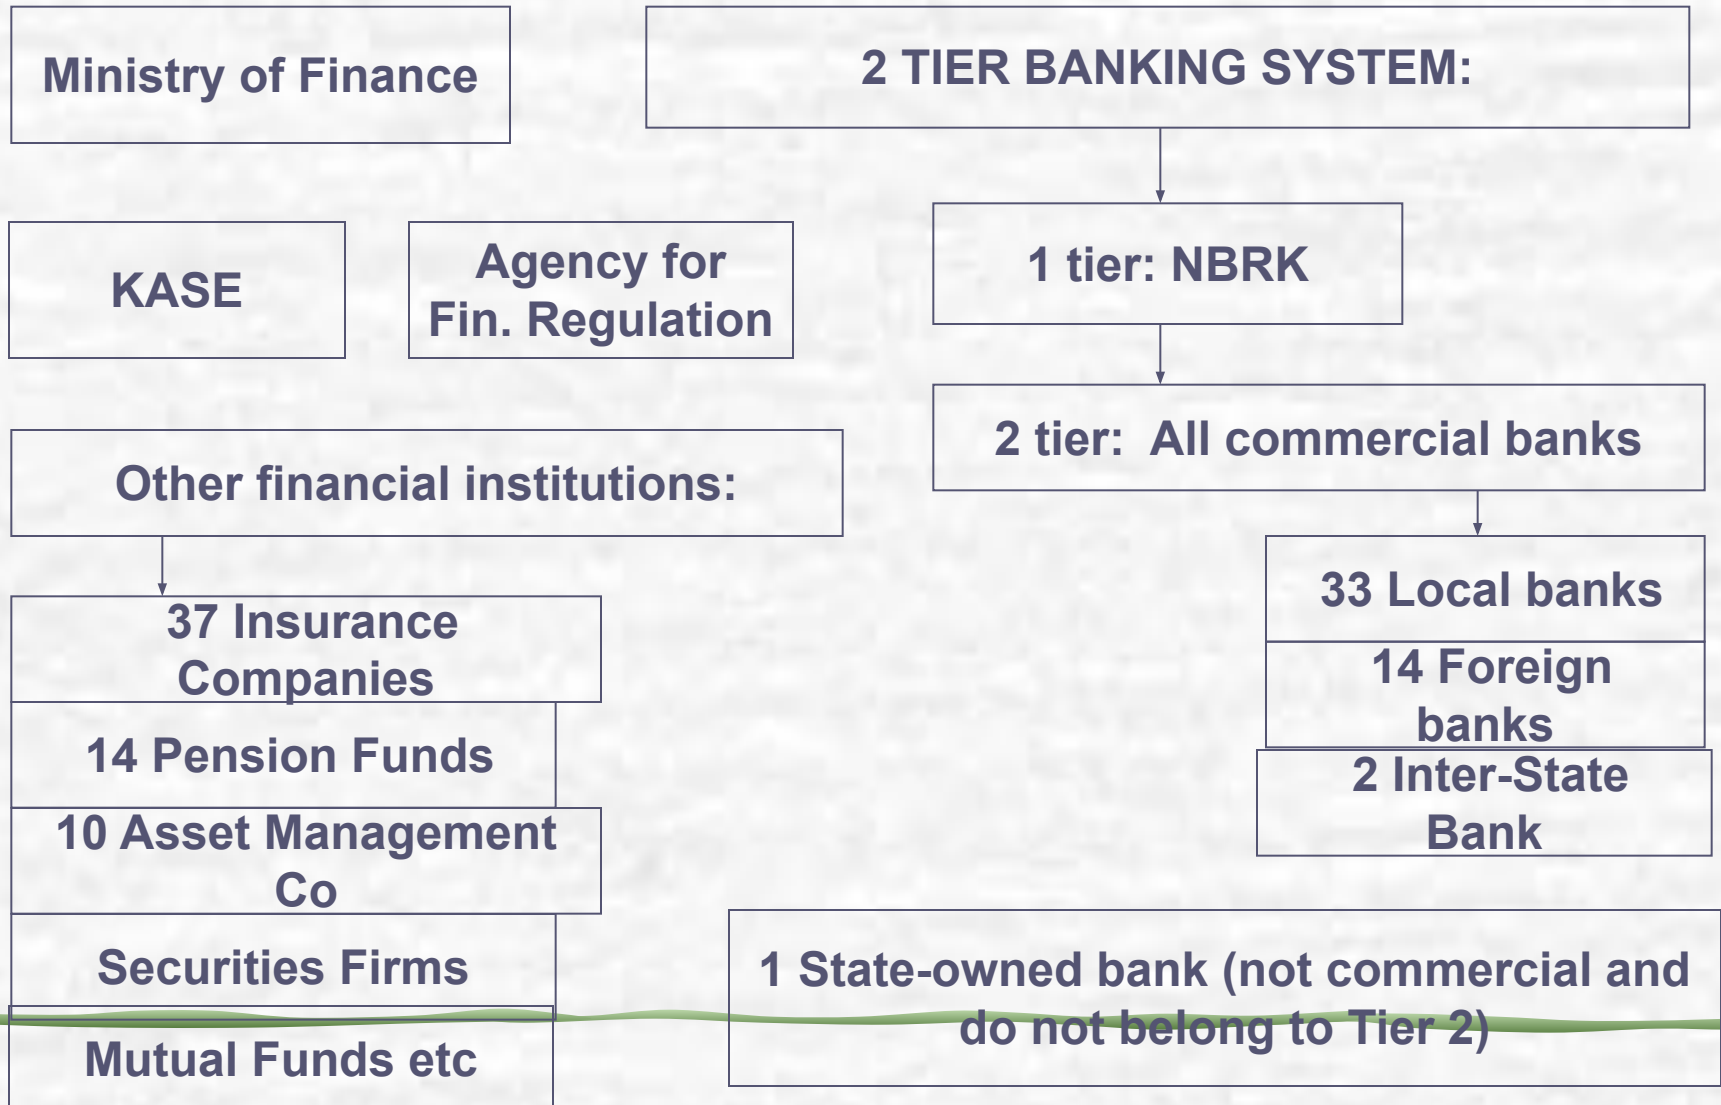 Ministry of Finance
2 TIER BANKING SYSTEM:
KASE
Agency for
Fin. Regulation
1 tier: NBRK
2 tier:  All commercial banks
Other financial institutions:
37 Insurance
Companies
14 Pension Funds
10 Asset Management
Co
Securities Firms
Mutual Funds etc
33 Local banks
14 Foreign
banks
2 Inter-State
Bank
1 State-owned bank (not commercial and
do not belong to Tier 2)